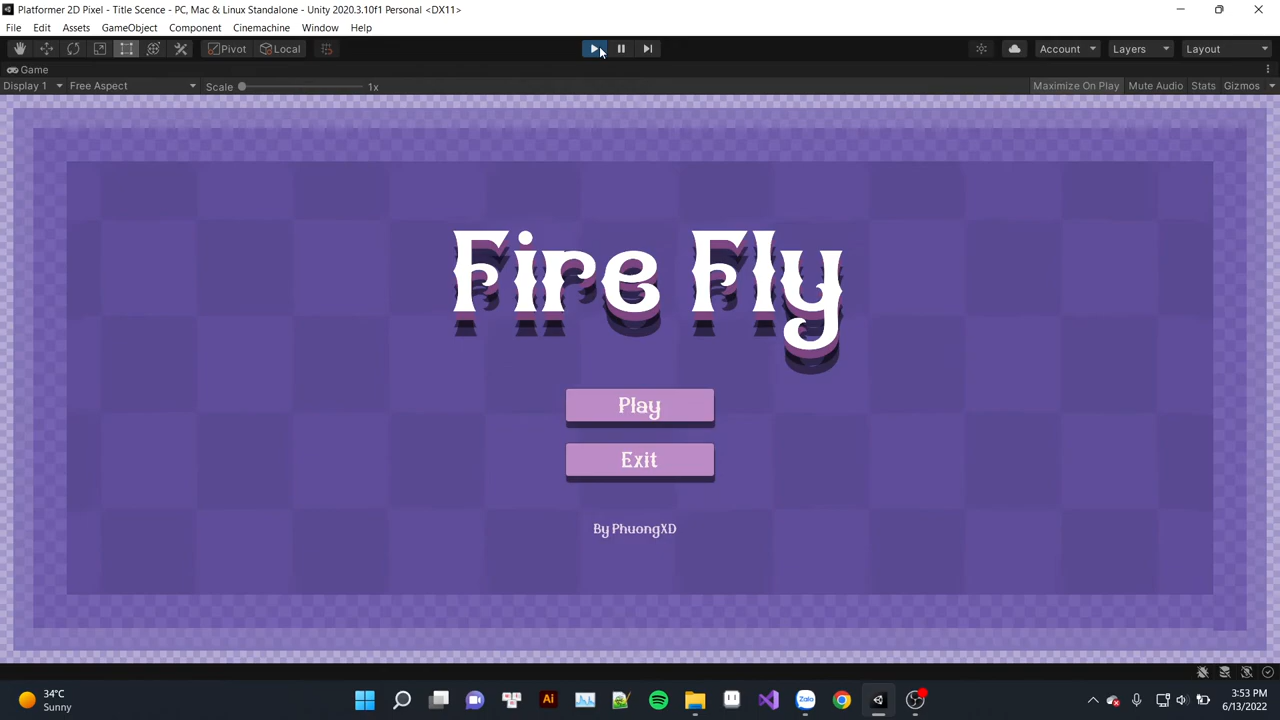 Platformer 2D Pixel - Title Scence - PC, Mac & Linux Standalone - Unity 2020.3.10f1 Personal <DX11>
File Edit Assets GameObject Component Cinemachine Window Help
Pivot Local Account Layers Layout
Game
Display 1 Free Aspect Scale 1x Maximize On Play Mute Audio Stats Gizmos
Fire Fly
Play
Exit
By PhuongXD
34°C
Sunny
Ai
Zalo
3:53 PM
6/13/2022